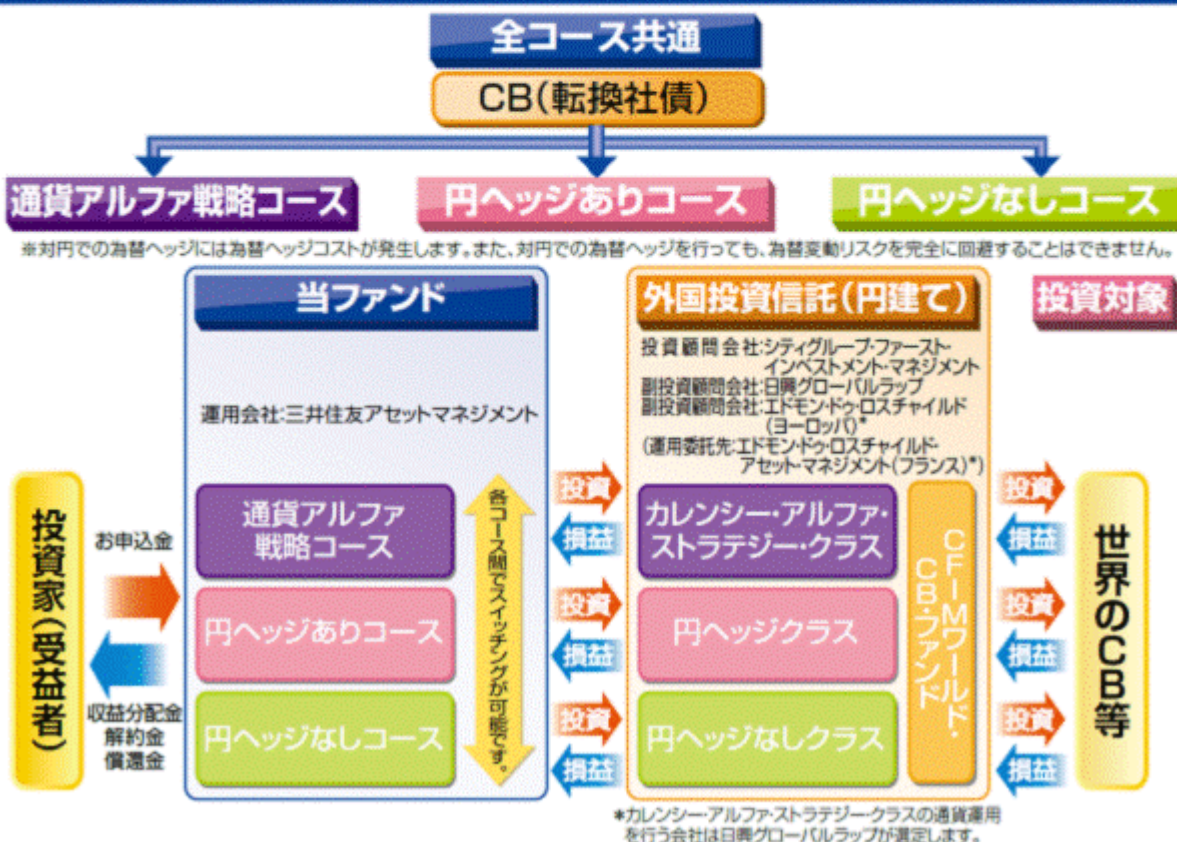 全コース共通
CB(転換社債)
通貨アルファ戦略コース
円ヘッジありコース
円ヘッジなしコース
※対円での為替ヘッジには為替ヘッジコストが発生します。また、対円での為替ヘッジを行っても、為替変動リスクを完全に回避することはできません。
当ファンド
運用会社:三井住友アセットマネジメント
外国投資信託(円建て)
投資顧問会社:シティグループ・ファースト・
インベストメント・マネジメント
副投資顧問会社:日興グローバルラップ
副投資顧問会社:エドモン・ドゥ・ロスチャイルド
(ヨーロッパ)*
(運用委託先:エドモン・ドゥ・ロスチャイルド・
アセット・マネジメント(フランス)*)
投資対象
投資家(受益者)
お申込金
収益分配金
解約金
償還金
通貨アルファ
戦略コース
円ヘッジありコース
円ヘッジなしコース
各コース間でスイッチングが可能です。
投資
損益
投資
損益
投資
損益
カレンシー・アルファ・
ストラテジー・クラス
円ヘッジクラス
円ヘッジなしクラス
CFIMワールド・
CB・ファンド
投資
損益
投資
損益
投資
損益
世界のCB等
*カレンシー・アルファ・ストラテジー・クラスの通貨運用
を行う会社は日興グローバルラップが選定します。